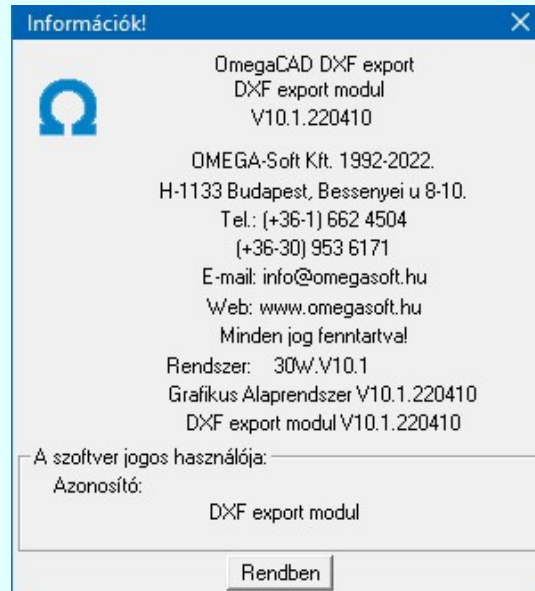 Információk!
OmegaCAD DXF export
DXF export modul
V10.1.220410
OMEGA-Soft Kft. 1992-2022.
H-1133 Budapest, Bessenyei u 8-10.
Tel.: (+36-1) 662 4504
(+36-30) 953 6171
E-mail: info@omegasoft.hu
Web: www.omegasoft.hu
Minden jog fenntartva!
Rendszer: 30W.V10.1
Grafikus Alaprendszer V10.1.220410
DXF export modul V10.1.220410
A szoftver jogos használója:
Azonosító:
DXF export modul
Rendben